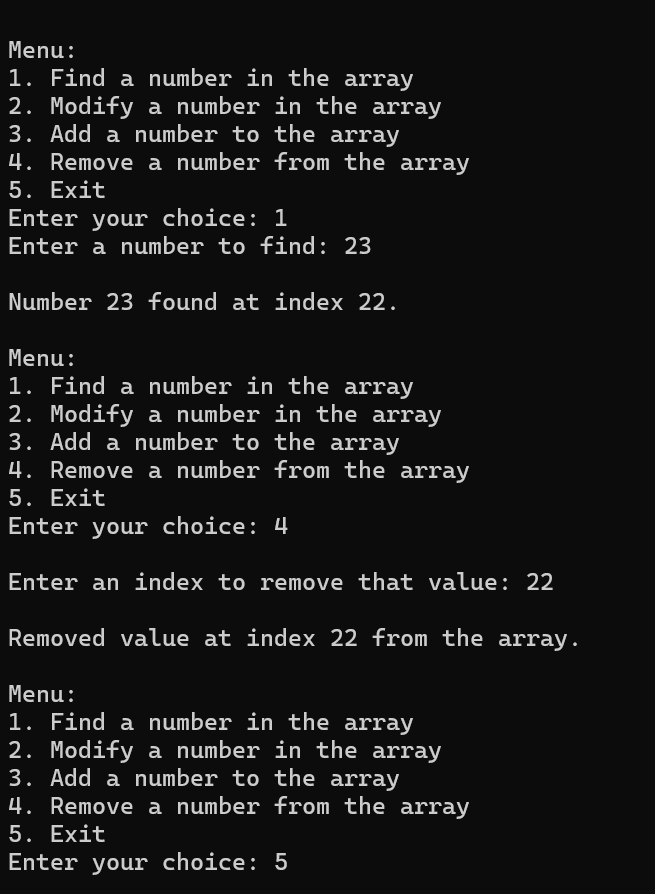 Menu:
1. Find a number in the array
2. Modify a number in the array
3. Add a number to the array
4. Remove a number from the array
5. Exit
Enter your choice: 1
Enter a number to find: 23
Number 23 found at index 22.
Menu:
1. Find a number in the array
2. Modify a number in the array
3. Add a number to the array
4. Remove a number from the array
5. Exit
Enter your choice: 4
Enter an index to remove that value: 22
Removed value at index 22 from the array.
Menu:
1. Find a number in the array
2. Modify a number in the array
3. Add a number to the array
4. Remove a number from the array
5. Exit
Enter your choice: 5